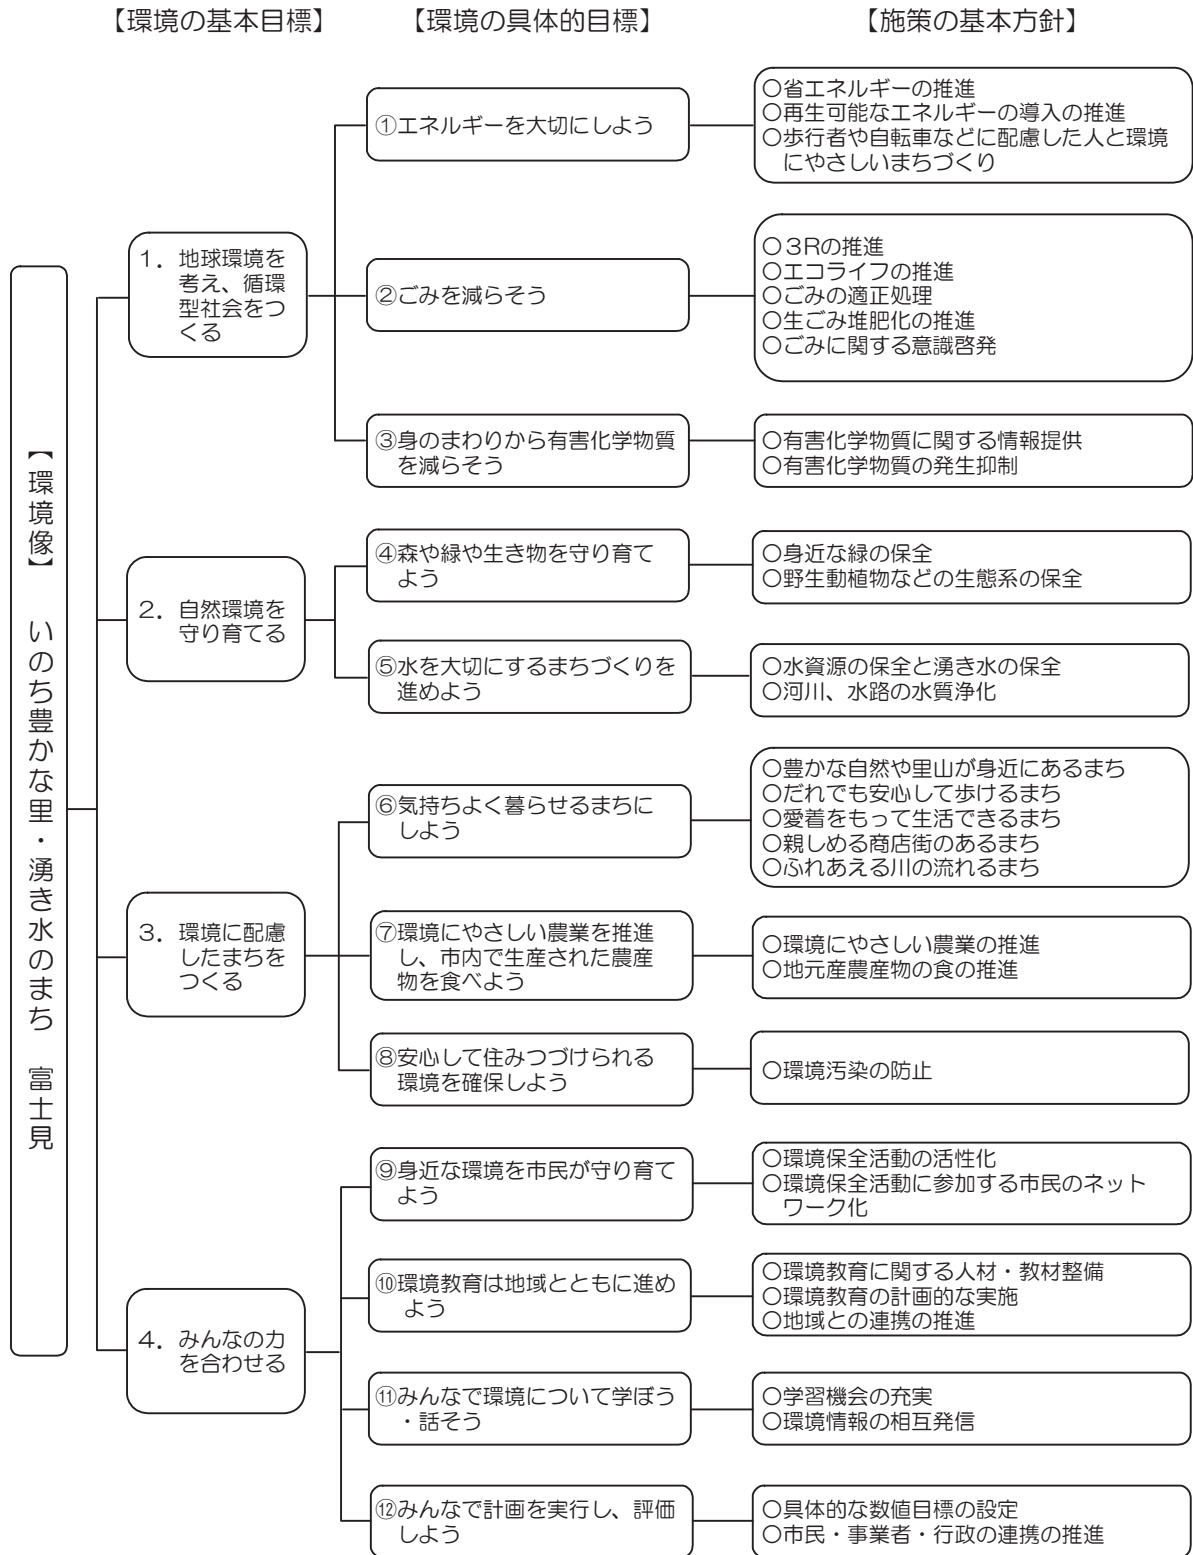 【環境の基本目標】
【環境の具体的目標】
【施策の基本方針】
【環境像】　いのち豊かな里・湧き水のまち　富士見
1．地球環境を
考え、循環
型社会をつ
くる
①エネルギーを大切にしよう
○省エネルギーの推進
○再生可能なエネルギーの導入の推進
○歩行者や自転車などに配慮した人と環境
にやさしいまちづくり
②ごみを減らそう
○3Rの推進
○エコライフの推進
○ごみの適正処理
○生ごみ堆肥化の推進
○ごみに関する意識啓発
③身のまわりから有害化学物質
を減らそう
○有害化学物質に関する情報提供
○有害化学物質の発生抑制
2．自然環境を
守り育てる
④森や緑や生き物を守り育て
よう
○身近な緑の保全
○野生動植物などの生態系の保全
⑤水を大切にするまちづくりを
進めよう
○水資源の保全と湧き水の保全
○河川、水路の水質浄化
3．環境に配慮
したまちを
つくる
⑥気持ちよく暮らせるまちに
しよう
○豊かな自然や里山が身近にあるまち
○だれでも安心して歩けるまち
○愛着をもって生活できるまち
○親しめる商店街のあるまち
○ふれあえる川の流れるまち
⑦環境にやさしい農業を推進
し、市内で生産された農産
物を食べよう
○環境にやさしい農業の推進
○地元産農産物の食の推進
⑧安心して住みつづけられる
環境を確保しよう
○環境汚染の防止
4．みんなの力
を合わせる
⑨身近な環境を市民が守り育て
よう
○環境保全活動の活性化
○環境保全活動に参加する市民のネット
ワーク化
⑩環境教育は地域とともに進め
よう
○環境教育に関する人材・教材整備
○環境教育の計画的な実施
○地域との連携の推進
⑪みんなで環境について学ぼう
・話そう
○学習機会の充実
○環境情報の相互発信
⑫みんなで計画を実行し、評価
しよう
○具体的な数値目標の設定
○市民・事業者・行政の連携の推進